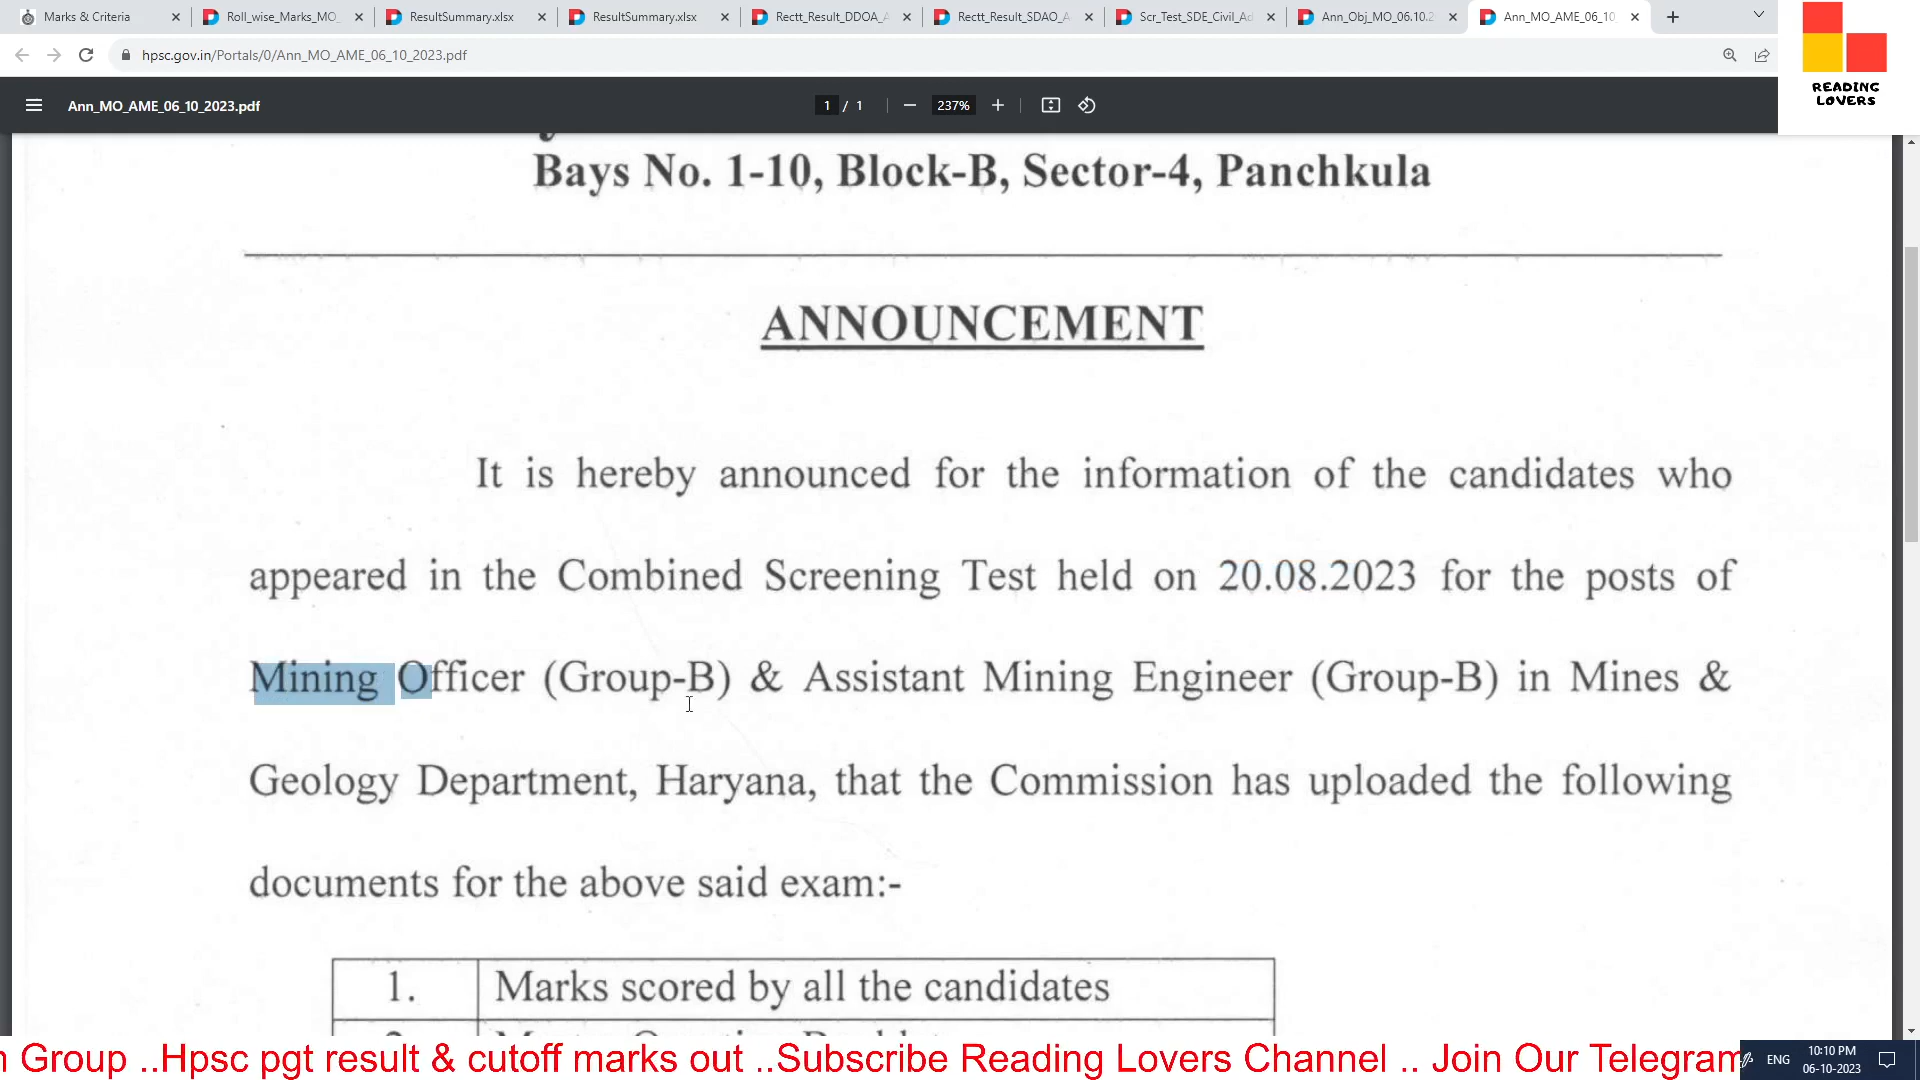 Marks & Criteria
Roll_wise_Marks_MO_
ResultSummary.xlsx
ResultSummary.xlsx
Rectt_Result_DDOA_A
Rectt_Result_SDAO_A
Scr_Test_SDE_Civil_Ad
Ann_Obj_MO_06.10.2
Ann_MO_AME_06_10_
hpsc.gov.in/Portals/0/Ann_MO_AME_06_10_2023.pdf
READING
LOVERS
Ann_MO_AME_06_10_2023.pdf
1 / 1
237%
Bays No. 1-10, Block-B, Sector-4, Panchkula
ANNOUNCEMENT
It is hereby announced for the information of the candidates who
appeared in the Combined Screening Test held on 20.08.2023 for the posts of
Mining Officer (Group-B) & Assistant Mining Engineer (Group-B) in Mines &
Geology Department, Haryana, that the Commission has uploaded the following
documents for the above said exam:-
1. Marks scored by all the candidates
Group ..Hpsc pgt result & cutoff marks out ..Subscribe Reading Lovers Channel .. Join Our Telegram
ENG
10:10 PM
06-10-2023